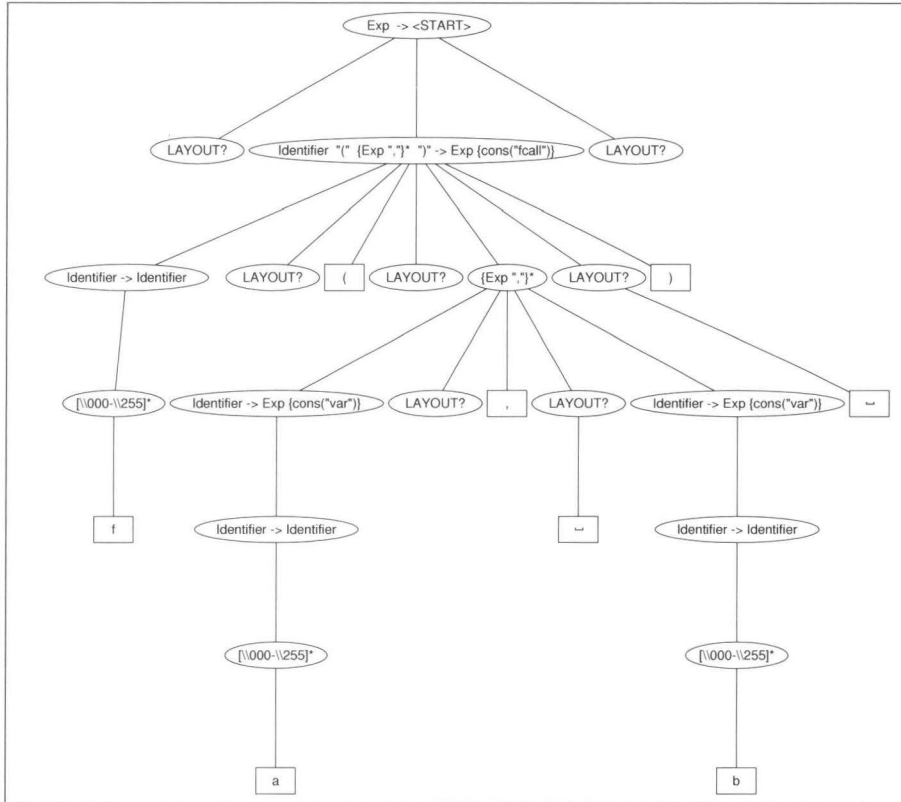 Exp -> <START>
LAYOUT? Identifier "(" {Exp ","}* ")" -> Exp {cons("fcall")} LAYOUT?
Identifier -> Identifier LAYOUT? ( LAYOUT? {Exp ","}* LAYOUT? )
[\\000-\\255]* Identifier -> Exp {cons("var")} LAYOUT? , LAYOUT? Identifier -> Exp {cons("var")} ␣
f Identifier -> Identifier ␣ Identifier -> Identifier
[\\000-\\255]* [\\000-\\255]*
a b